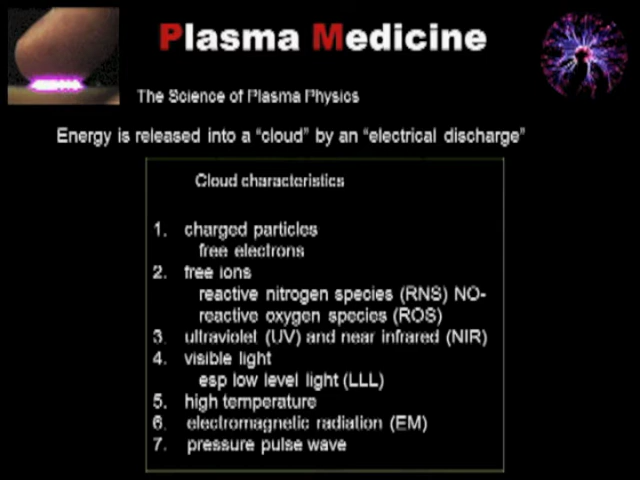 Plasma Medicine
The Science of Plasma Physics
Energy is released into a “cloud” by an “electrical discharge”
Cloud characteristics
1. charged particles
free electrons
2. free ions
reactive nitrogen species (RNS) NO-
reactive oxygen species (ROS)
3. ultraviolet (UV) and near infrared (NIR)
4. visible light
esp low level light (LLL)
5. high temperature
6. electromagnetic radiation (EM)
7. pressure pulse wave